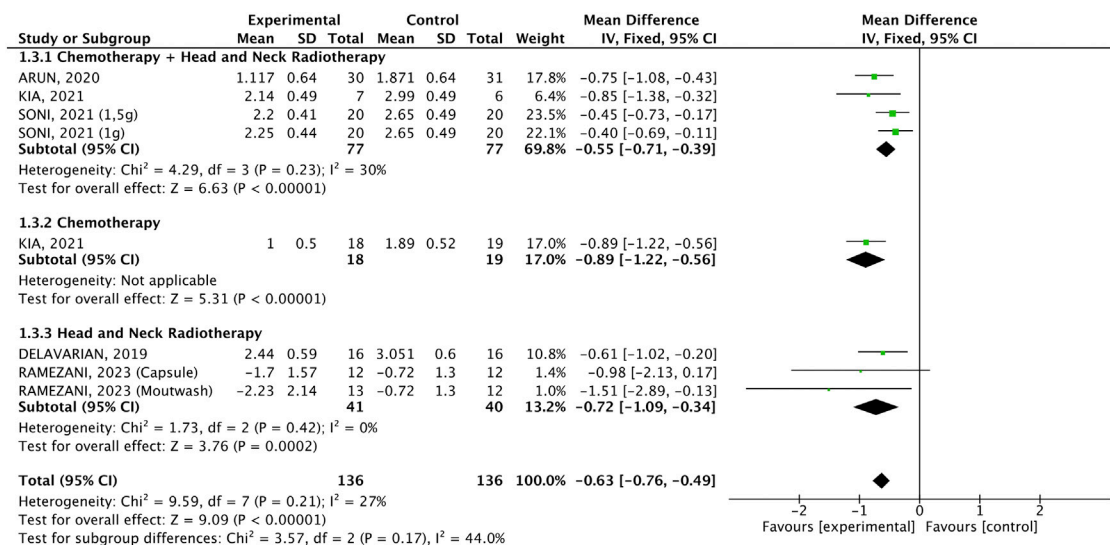 Experimental Control Mean Difference Mean Difference
Study or Subgroup Mean SD Total Mean SD Total Weight IV, Fixed, 95% CI IV, Fixed, 95% CI
1.3.1 Chemotherapy + Head and Neck Radiotherapy
ARUN, 2020 1.117 0.64 30 1.871 0.64 31 17.8% −0.75 [−1.08, −0.43]
KIA, 2021 2.14 0.49 7 2.99 0.49 6 6.4% −0.85 [−1.38, −0.32]
SONI, 2021 (1,5g) 2.2 0.41 20 2.65 0.49 20 23.5% −0.45 [−0.73, −0.17]
SONI, 2021 (1g) 2.25 0.44 20 2.65 0.49 20 22.1% −0.40 [−0.69, −0.11]
Subtotal (95% CI) 77 77 69.8% −0.55 [−0.71, −0.39]
Heterogeneity: Chi² = 4.29, df = 3 (P = 0.23); I² = 30%
Test for overall effect: Z = 6.63 (P < 0.00001)
1.3.2 Chemotherapy
KIA, 2021 1 0.5 18 1.89 0.52 19 17.0% −0.89 [−1.22, −0.56]
Subtotal (95% CI) 18 19 17.0% −0.89 [−1.22, −0.56]
Heterogeneity: Not applicable
Test for overall effect: Z = 5.31 (P < 0.00001)
1.3.3 Head and Neck Radiotherapy
DELAVARIAN, 2019 2.44 0.59 16 3.051 0.6 16 10.8% −0.61 [−1.02, −0.20]
RAMEZANI, 2023 (Capsule) −1.7 1.57 12 −0.72 1.3 12 1.4% −0.98 [−2.13, 0.17]
RAMEZANI, 2023 (Moutwash) −2.23 2.14 13 −0.72 1.3 12 1.0% −1.51 [−2.89, −0.13]
Subtotal (95% CI) 41 40 13.2% −0.72 [−1.09, −0.34]
Heterogeneity: Chi² = 1.73, df = 2 (P = 0.42); I² = 0%
Test for overall effect: Z = 3.76 (P = 0.0002)
Total (95% CI) 136 136 100.0% −0.63 [−0.76, −0.49]
Heterogeneity: Chi² = 9.59, df = 7 (P = 0.21); I² = 27%
Test for overall effect: Z = 9.09 (P < 0.00001)
Test for subgroup differences: Chi² = 3.57, df = 2 (P = 0.17), I² = 44.0%
−2 −1 0 1 2
Favours [experimental] Favours [control]